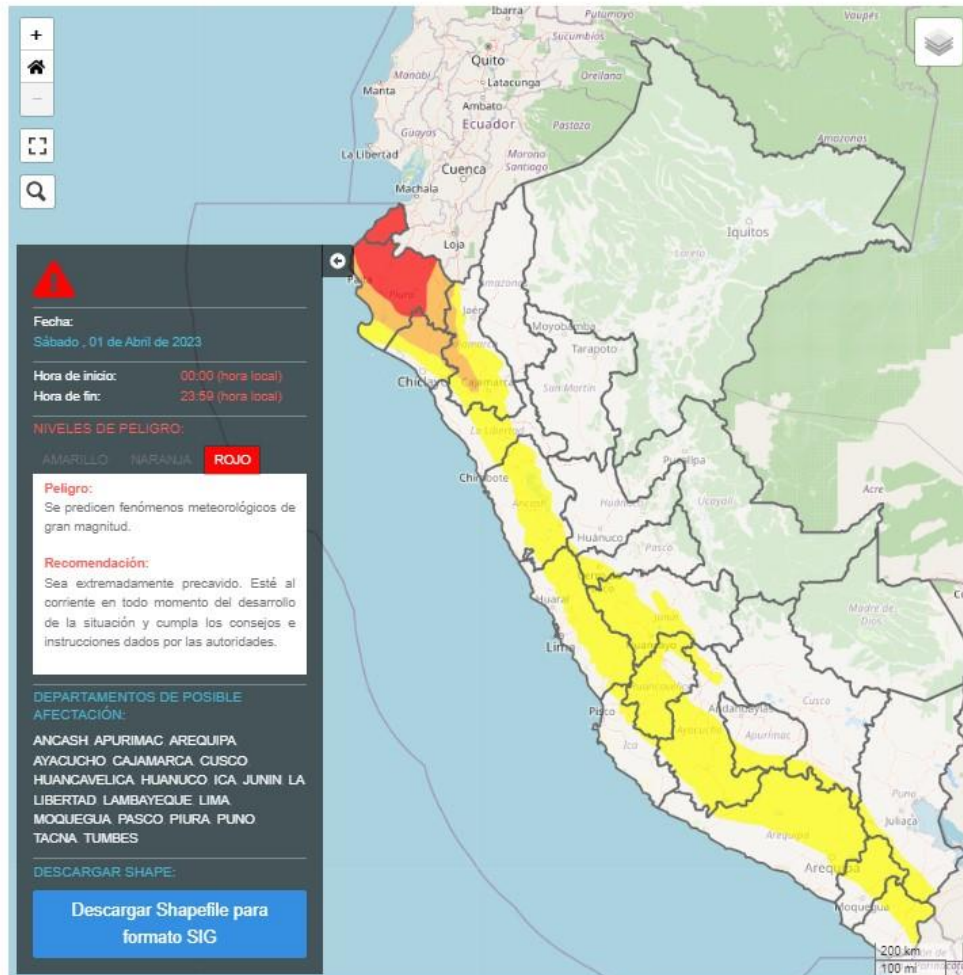 +
−
Fecha:
Sábado , 01 de Abril de 2023
Hora de inicio: 00:00 (hora local)
Hora de fin: 23:59 (hora local)
NIVELES DE PELIGRO:
AMARILLO NARANJA ROJO
Peligro:
Se predicen fenómenos meteorológicos de
gran magnitud.
Recomendación:
Sea extremadamente precavido. Esté al
corriente en todo momento del desarrollo
de la situación y cumpla los consejos e
instrucciones dados por las autoridades.
DEPARTAMENTOS DE POSIBLE
AFECTACIÓN:
ANCASH APURIMAC AREQUIPA
AYACUCHO CAJAMARCA CUSCO
HUANCAVELICA HUANUCO ICA JUNIN LA
LIBERTAD LAMBAYEQUE LIMA
MOQUEGUA PASCO PIURA PUNO
TACNA TUMBES
DESCARGAR SHAPE:
Descargar Shapefile para
formato SIG
Ibarra
Putumayo
Vaupés
Sucumbíos
Quito
Orellana
Manabí
Latacunga
Manta
Ambato
Ecuador
Pastaza
Amazonas
Guayas
La Libertad
Morona
Santiago
Cuenca
Machala
Loja
Iquitos
Loreto
Piura
Amazonas
Jaén
Moyobamba
Tarapoto
Chiclayo
Cajamarca
San Martín
La Libertad
Pucallpa
Acre
Ancash
Huánuco
Ucayali
Huánuco
Pasco
Huaral
Junín
Lima
Huancayo
Madre de
Dios
Huancavelica
Cusco
Pisco
Andahuaylas
Ayacucho
Apurímac
Ica
Puno
Juliaca
Arequipa
Arequipa
Moquegua
200 km
100 mi